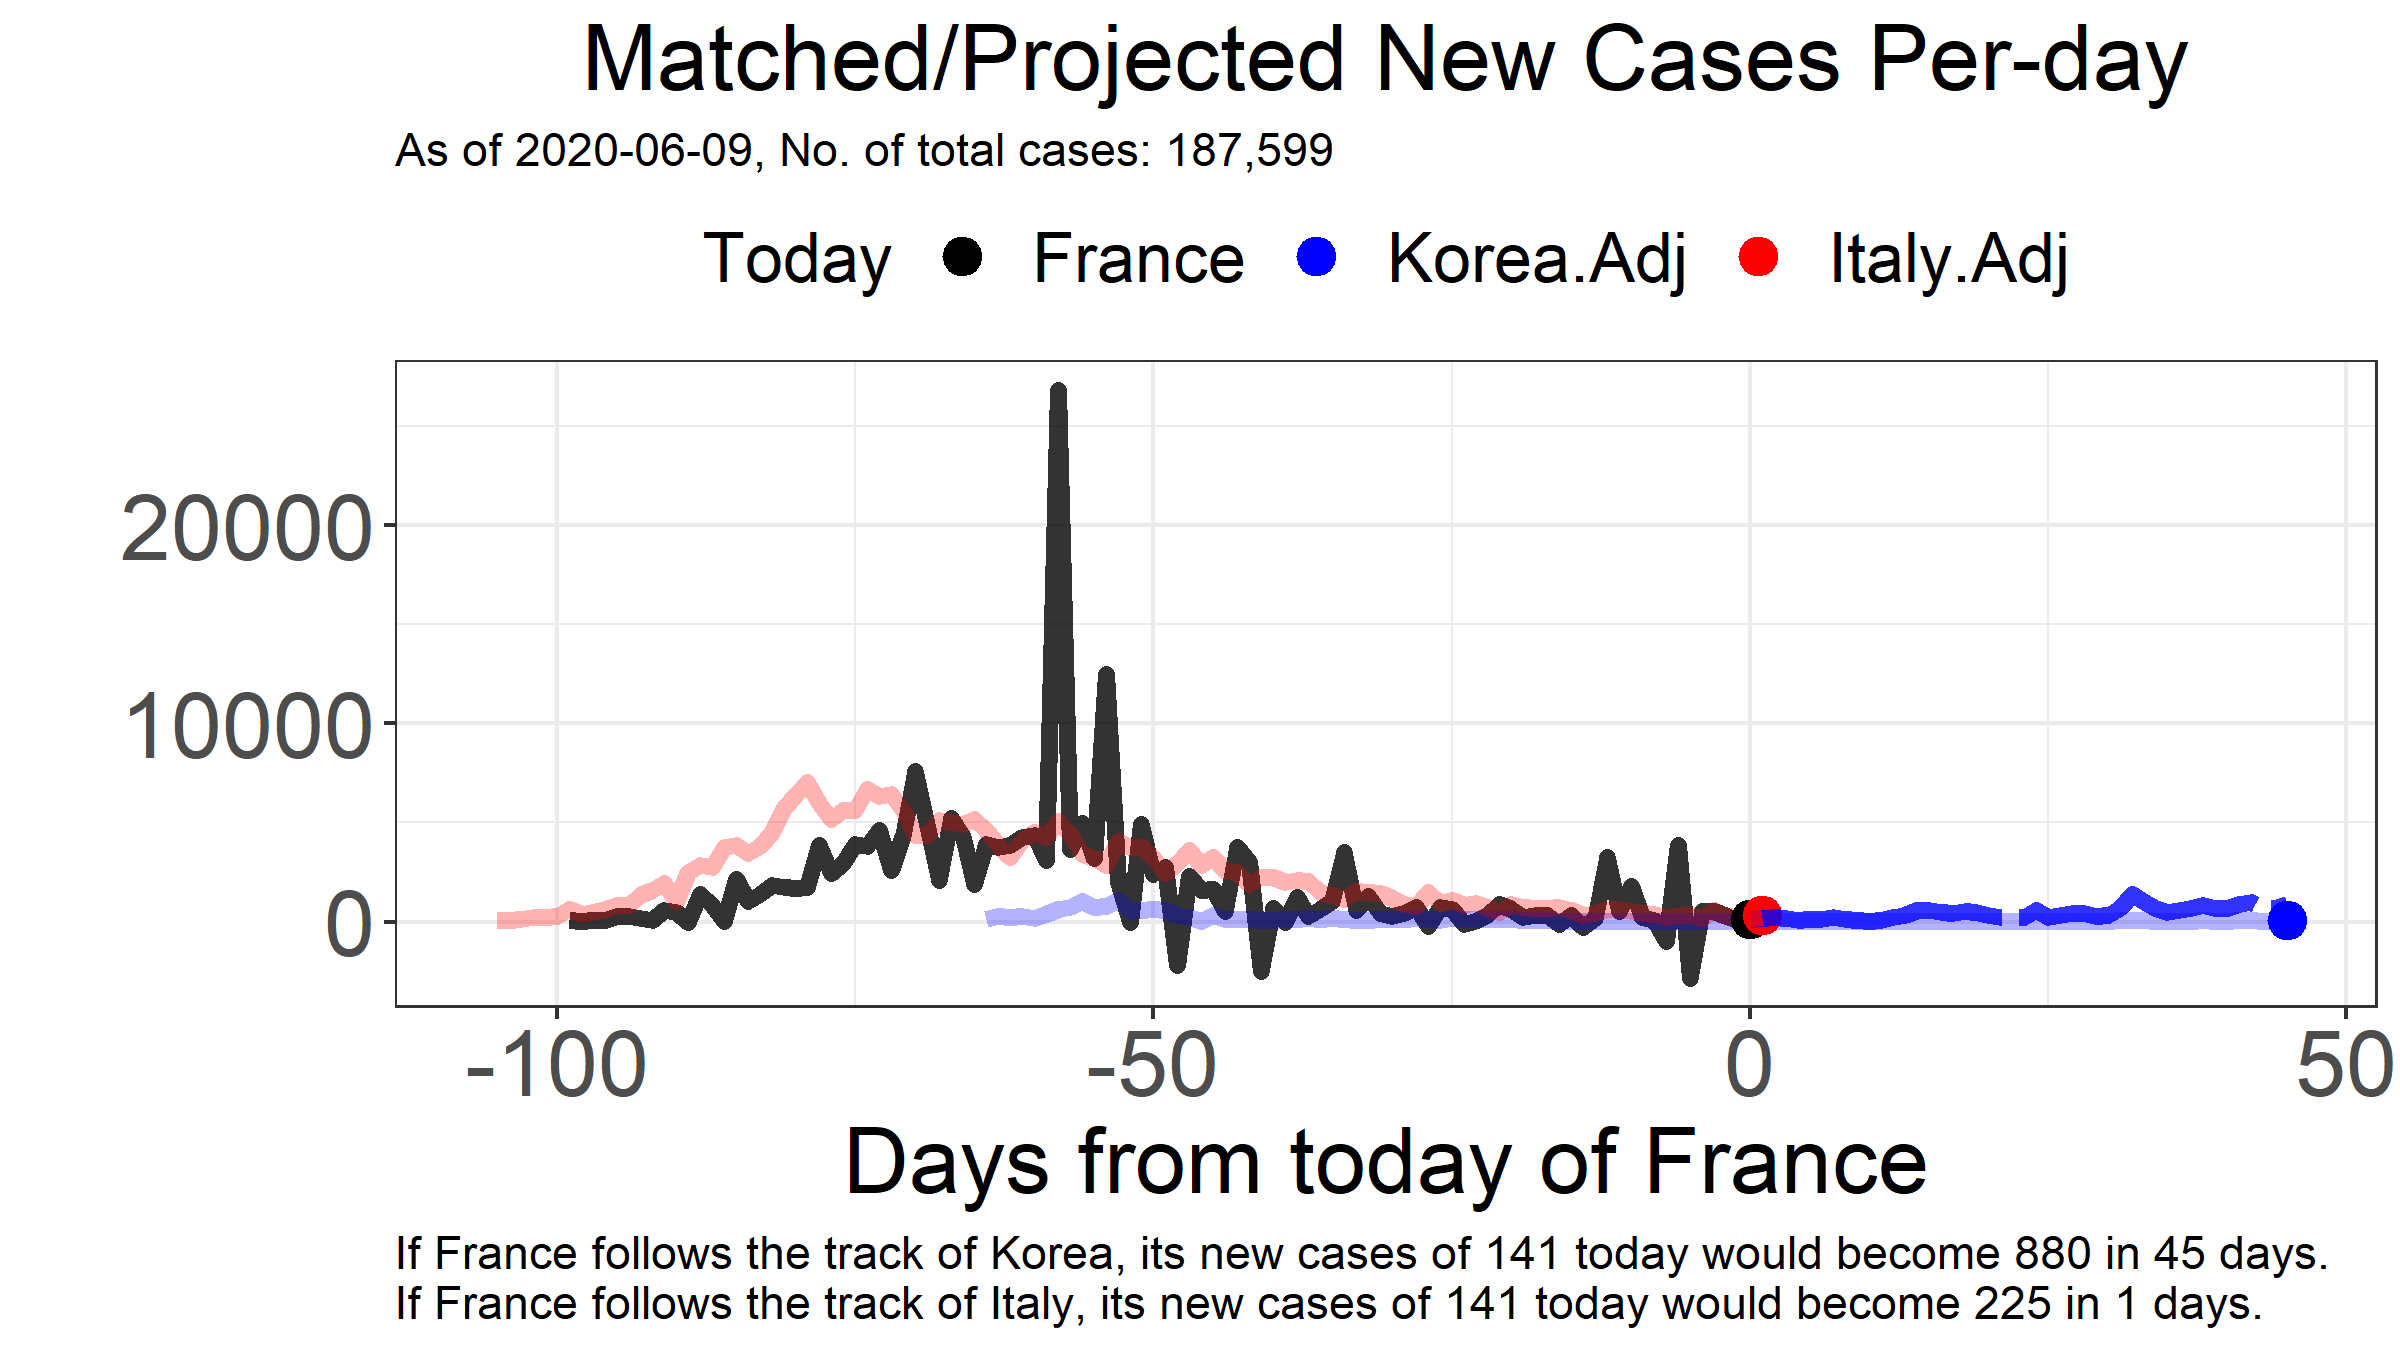 Matched/Projected New Cases Per-day
As of 2020-06-09, No. of total cases: 187,599
Today France Korea.Adj Italy.Adj
20000
10000
0
-100 -50 0 50
Days from today of France
If France follows the track of Korea, its new cases of 141 today would become 880 in 45 days.
If France follows the track of Italy, its new cases of 141 today would become 225 in 1 days.